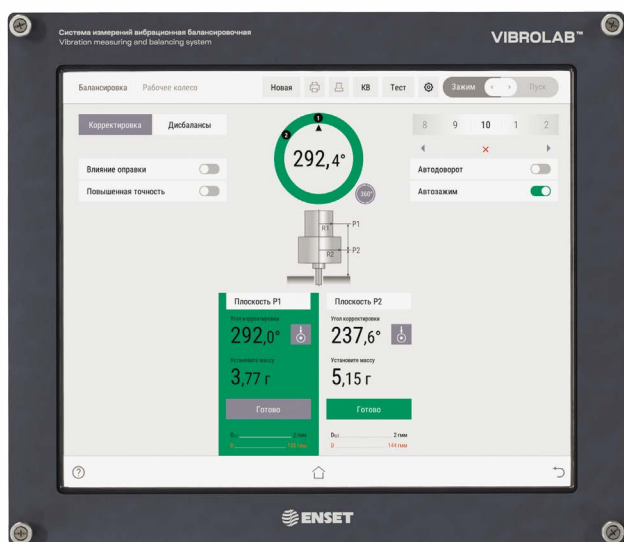 Система измерений вибрационная балансировочная
Vibration measuring and balancing system
VIBROLAB™
Балансировка Рабочее колесо Новая КВ Тест Зажим Пуск
Корректировка Дисбалансы
1
2
292,4°
360°
8 9 10 1 2
Влияние оправки
Повышенная точность
Автодоворот
Автозажим
R1 P1
R2 P2
Плоскость P1
Угол корректировки
292,0°
Установите массу
3,77 г
Готово
2 гмм
D
Плоскость P2
Угол корректировки
237,6°
Установите массу
5,15 г
Готово
2 гмм
D 144 гмм
?
ENSET